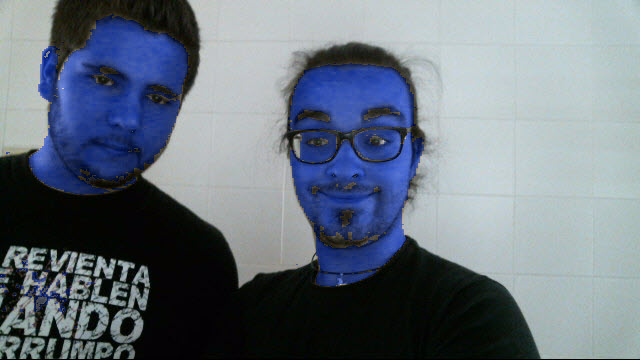 REVIENTA
HABLEN
ANDO
RRUMPO